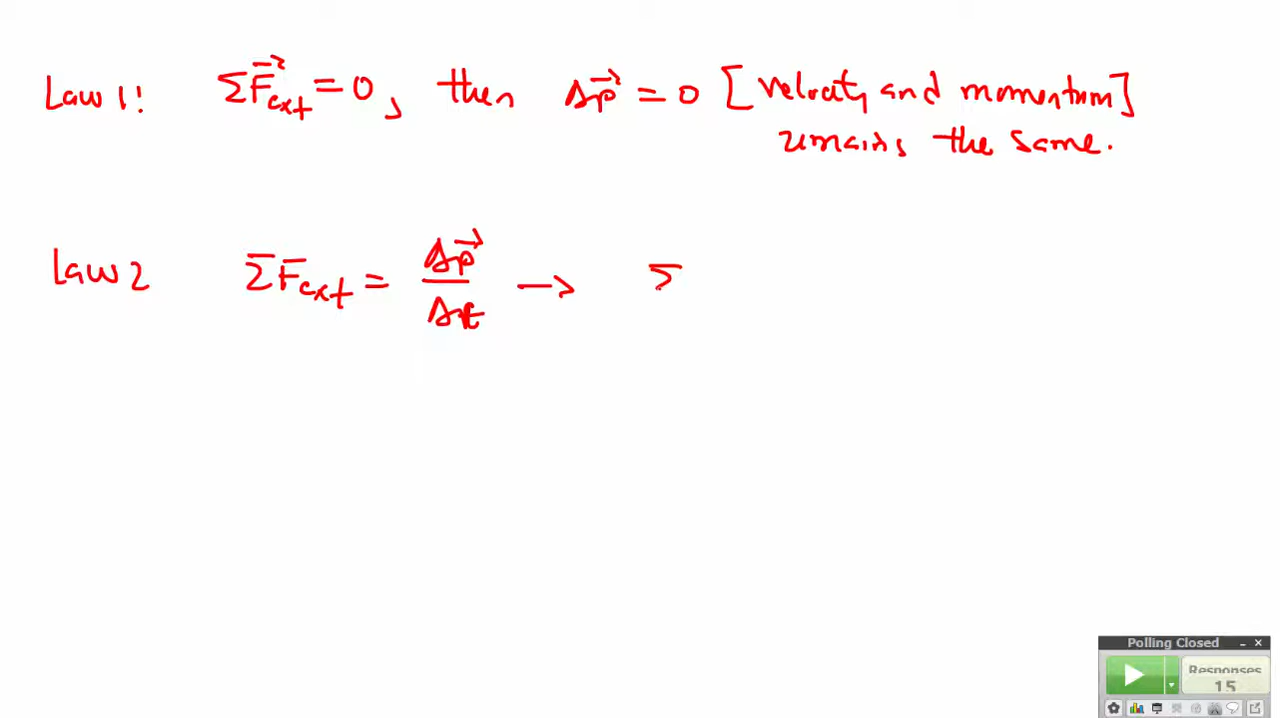 Law 1: ΣF⃗ext = 0, then Δp⃗ = 0 [velocity and momentum]
remains the same.
Law 2 ΣFext = Δp⃗/Δt → Σ
Polling Closed
Responses
15